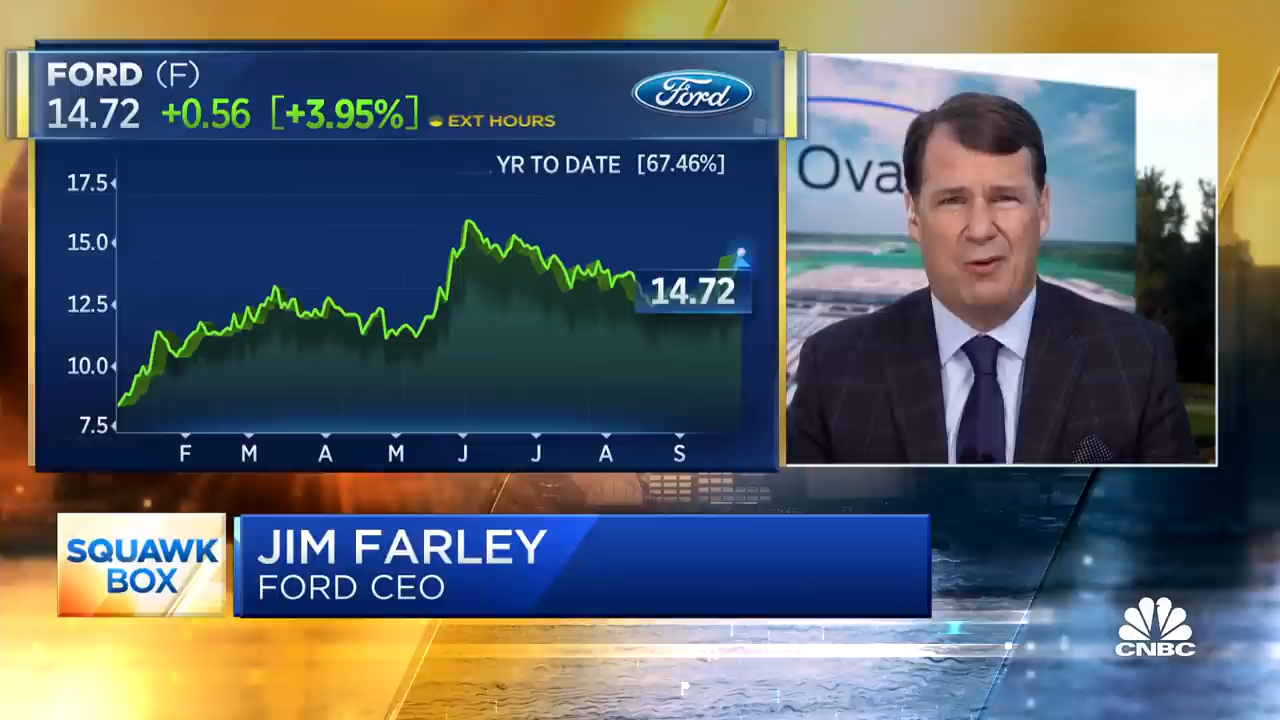 FORD (F)
14.72 +0.56 [+3.95%] EXT HOURS
Ford
YR TO DATE [67.46%]
17.5
15.0
12.5
10.0
7.5
14.72
F M A M J J A S
Ova
SQUAWK
BOX
JIM FARLEY
FORD CEO
CNBC
P